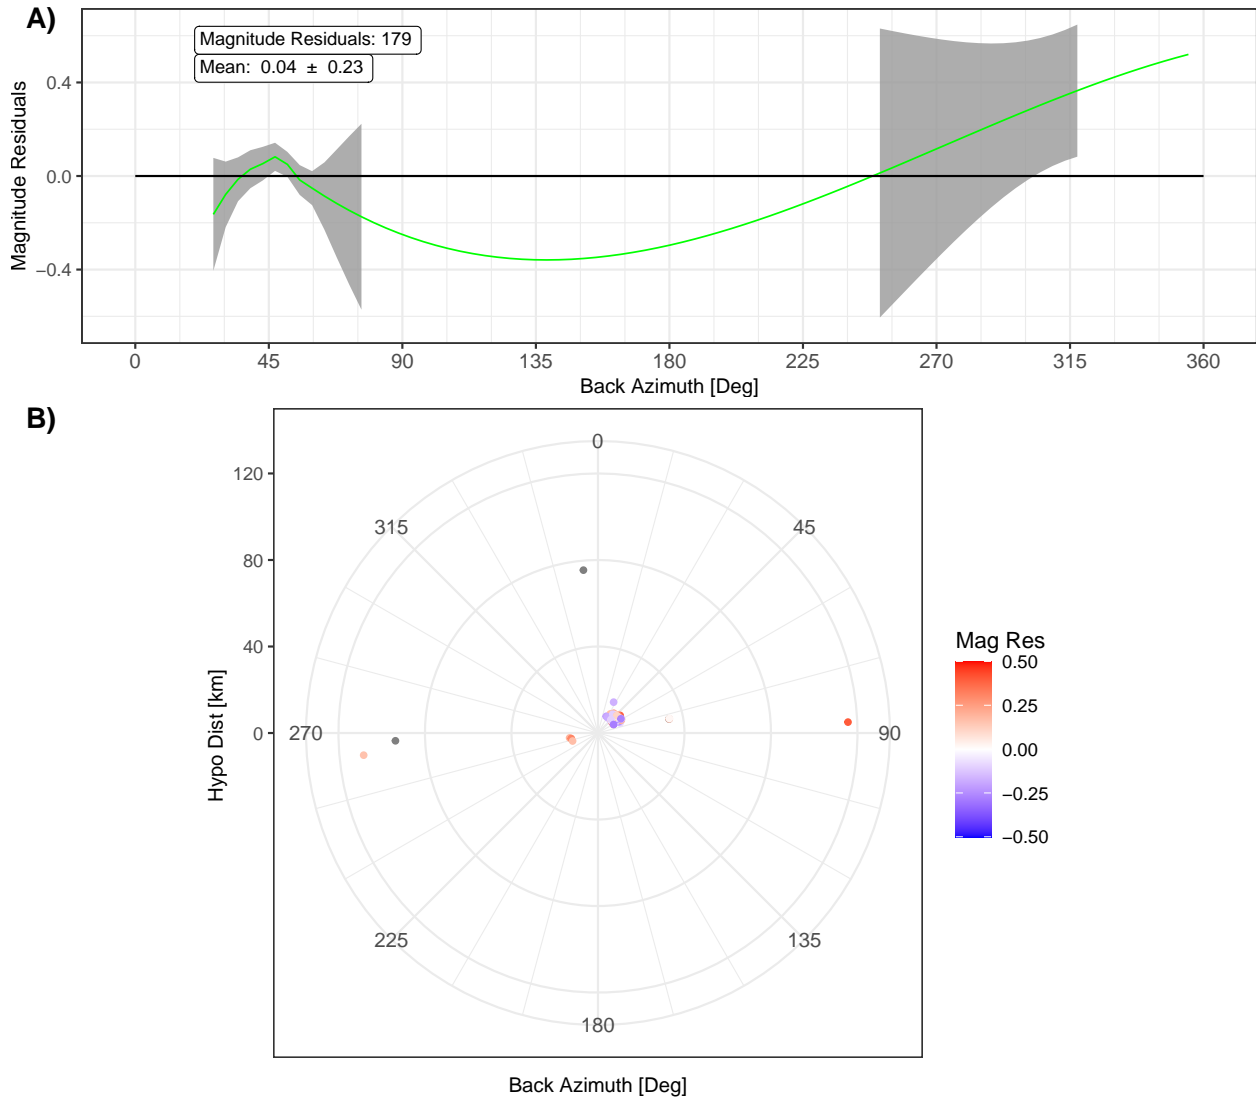 A)
Magnitude Residuals: 179
Mean:  0.04  ±  0.23
0.4
0.0
−0.4
Magnitude Residuals
0 45 90 135 180 225 270 315 360
Back Azimuth [Deg]
B)
120
80
40
0
Hypo Dist [km]
0
45
90
135
180
225
270
315
Back Azimuth [Deg]
Mag Res
0.50
0.25
0.00
−0.25
−0.50